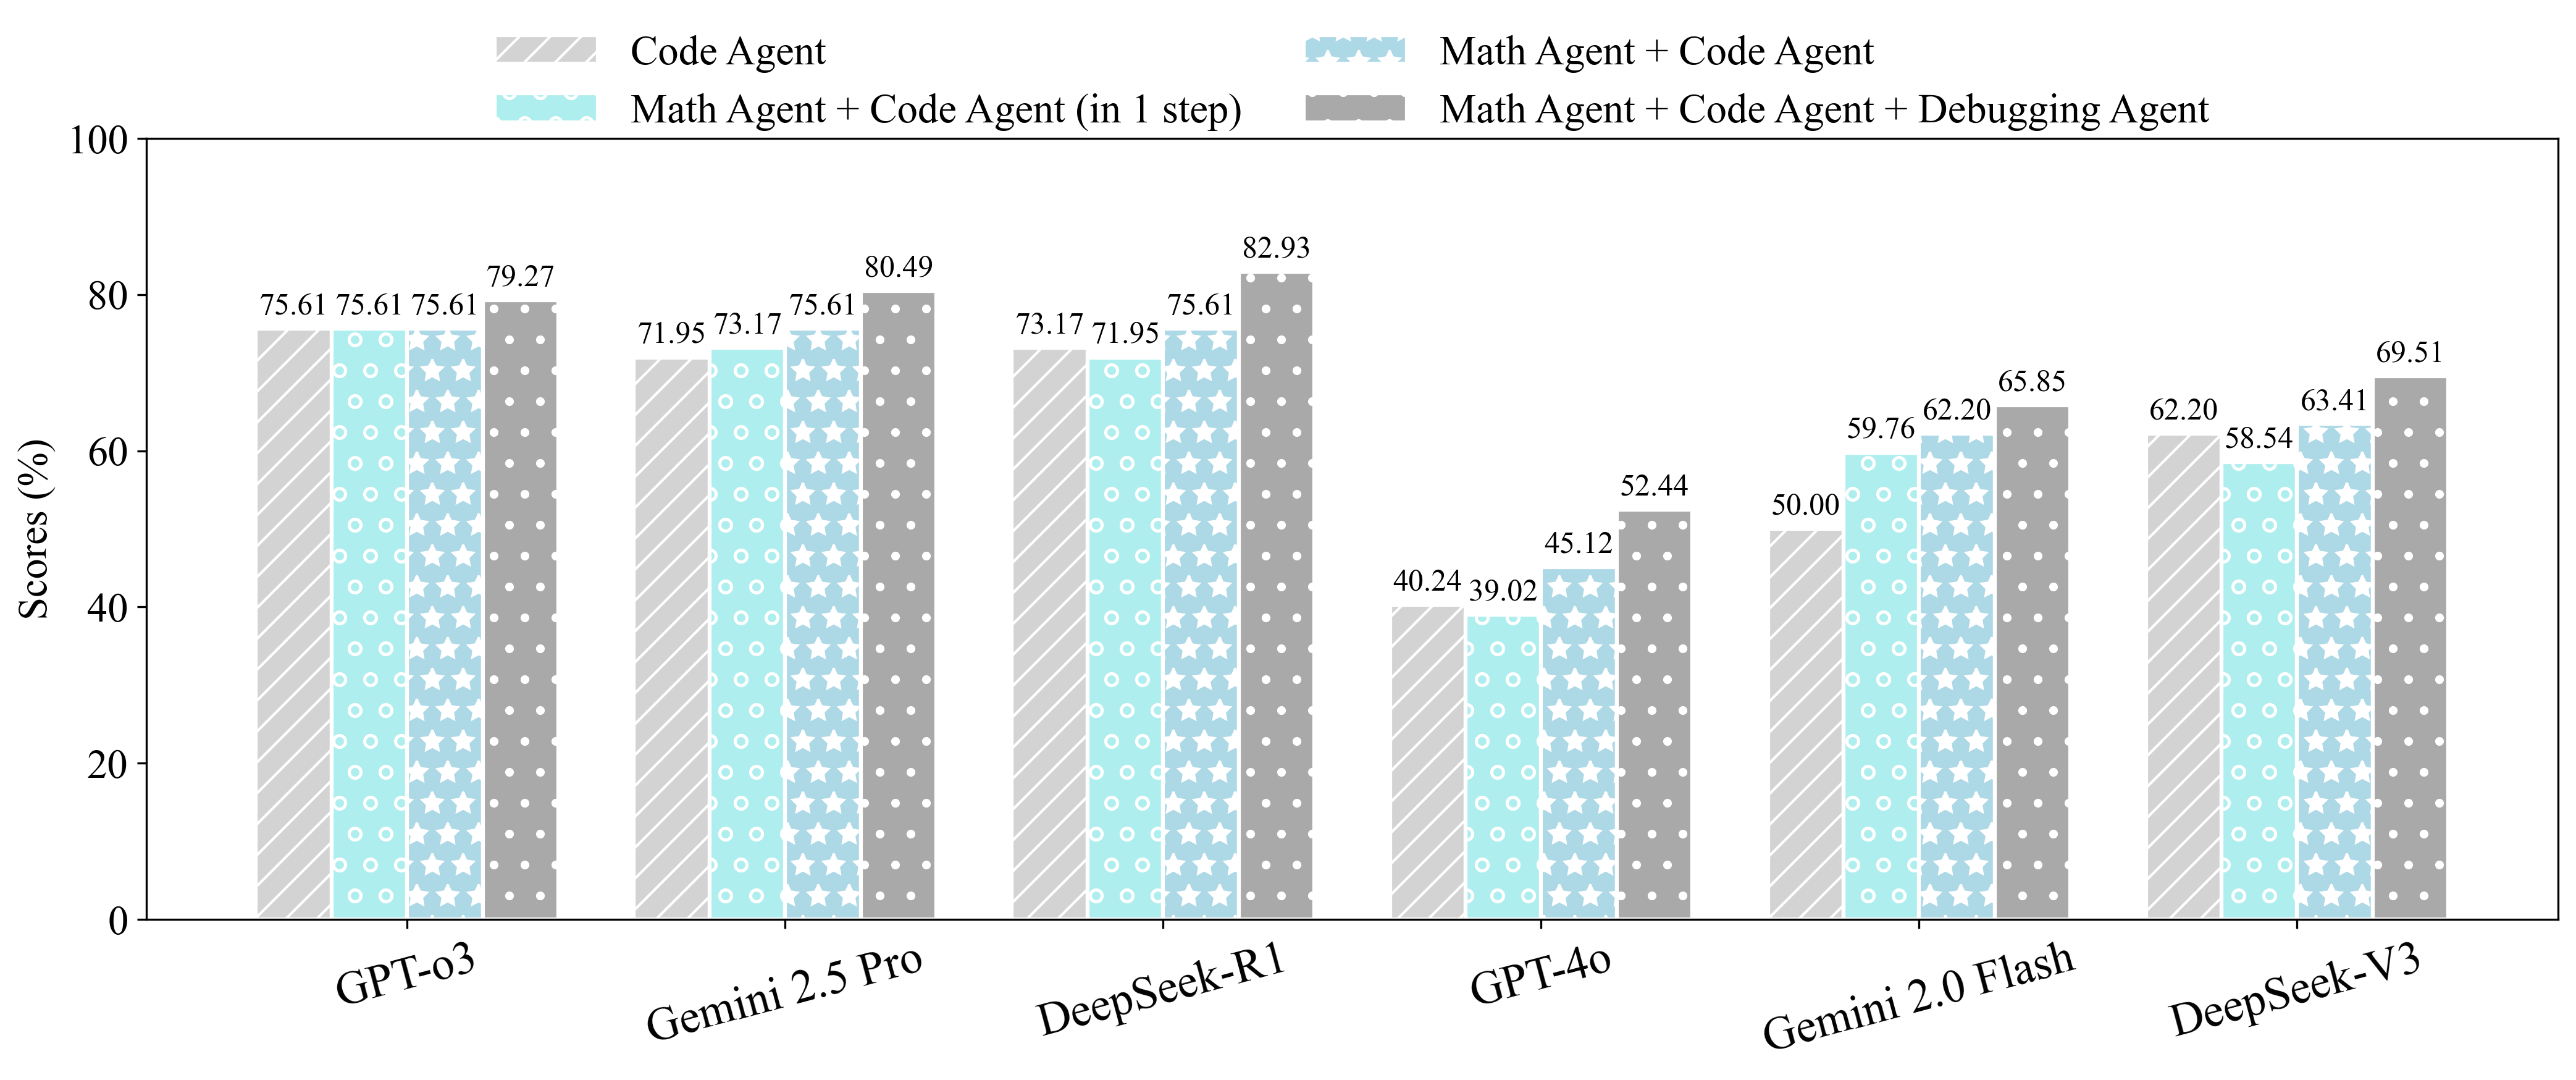 Code Agent
Math Agent + Code Agent (in 1 step)
Math Agent + Code Agent
Math Agent + Code Agent + Debugging Agent
Scores (%)
100
80
60
40
20
0
75.61 75.61 75.61 79.27
71.95 73.17 75.61 80.49
73.17 71.95 75.61 82.93
40.24 39.02 45.12 52.44
50.00 59.76 62.20 65.85
62.20 58.54 63.41 69.51
GPT-o3
Gemini 2.5 Pro
DeepSeek-R1
GPT-4o
Gemini 2.0 Flash
DeepSeek-V3